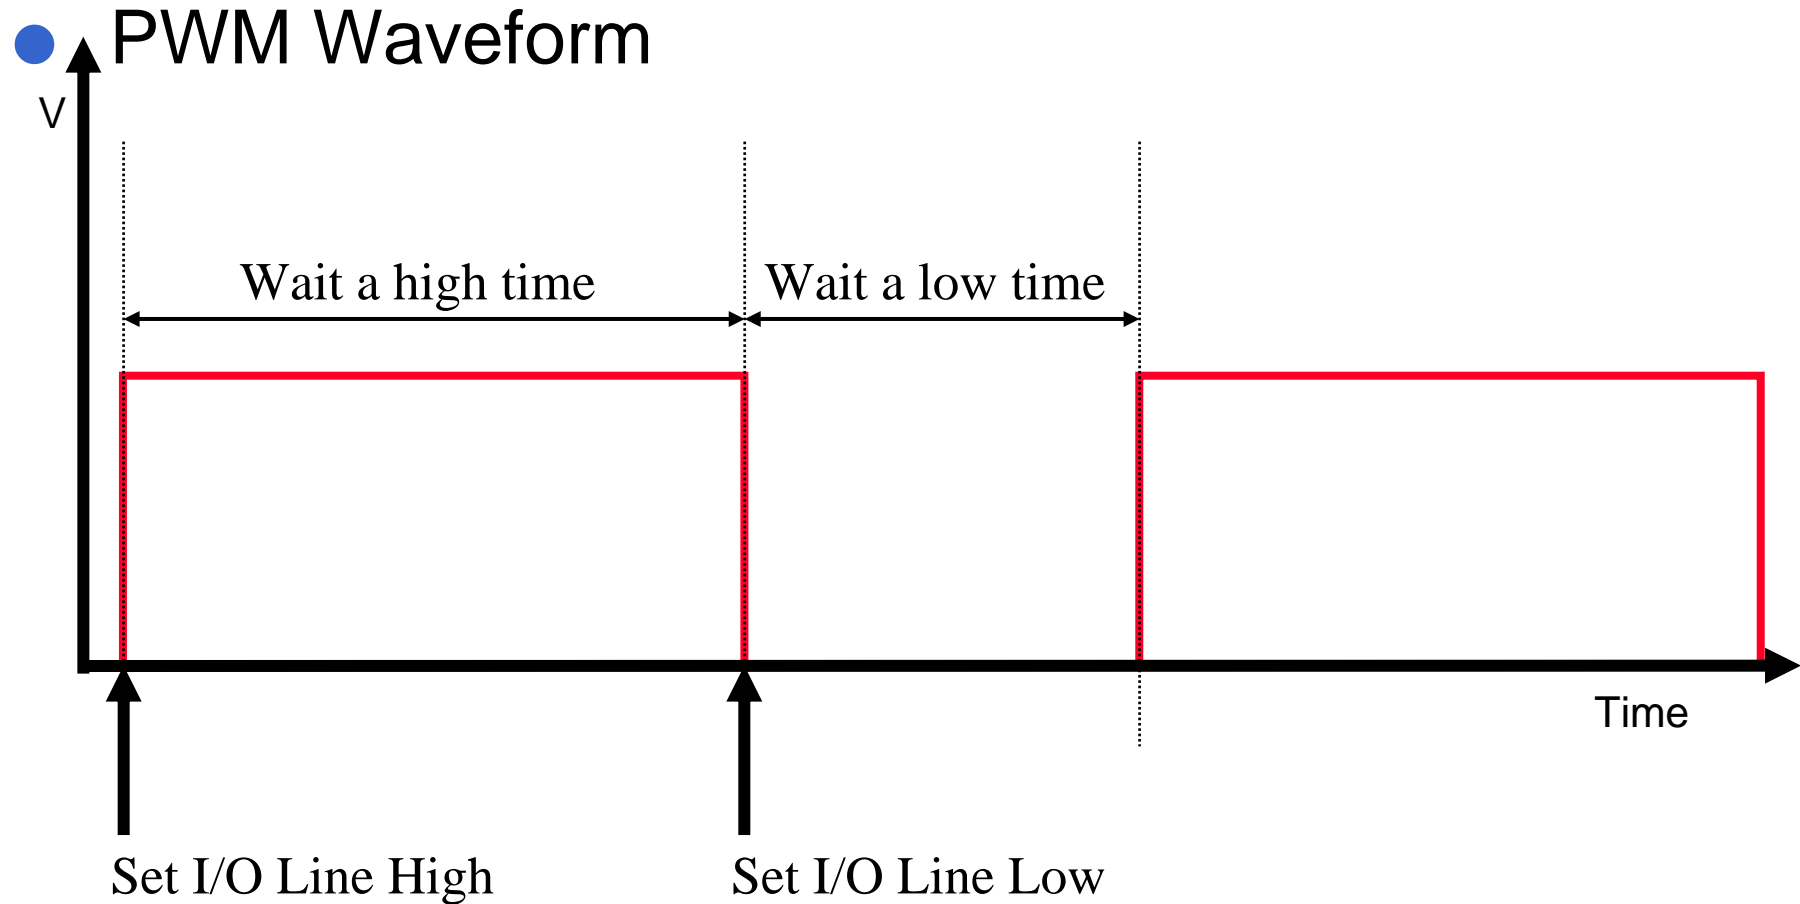 PWM Waveform
V
Wait a high time
Wait a low time
Time
Set I/O Line High
Set I/O Line Low